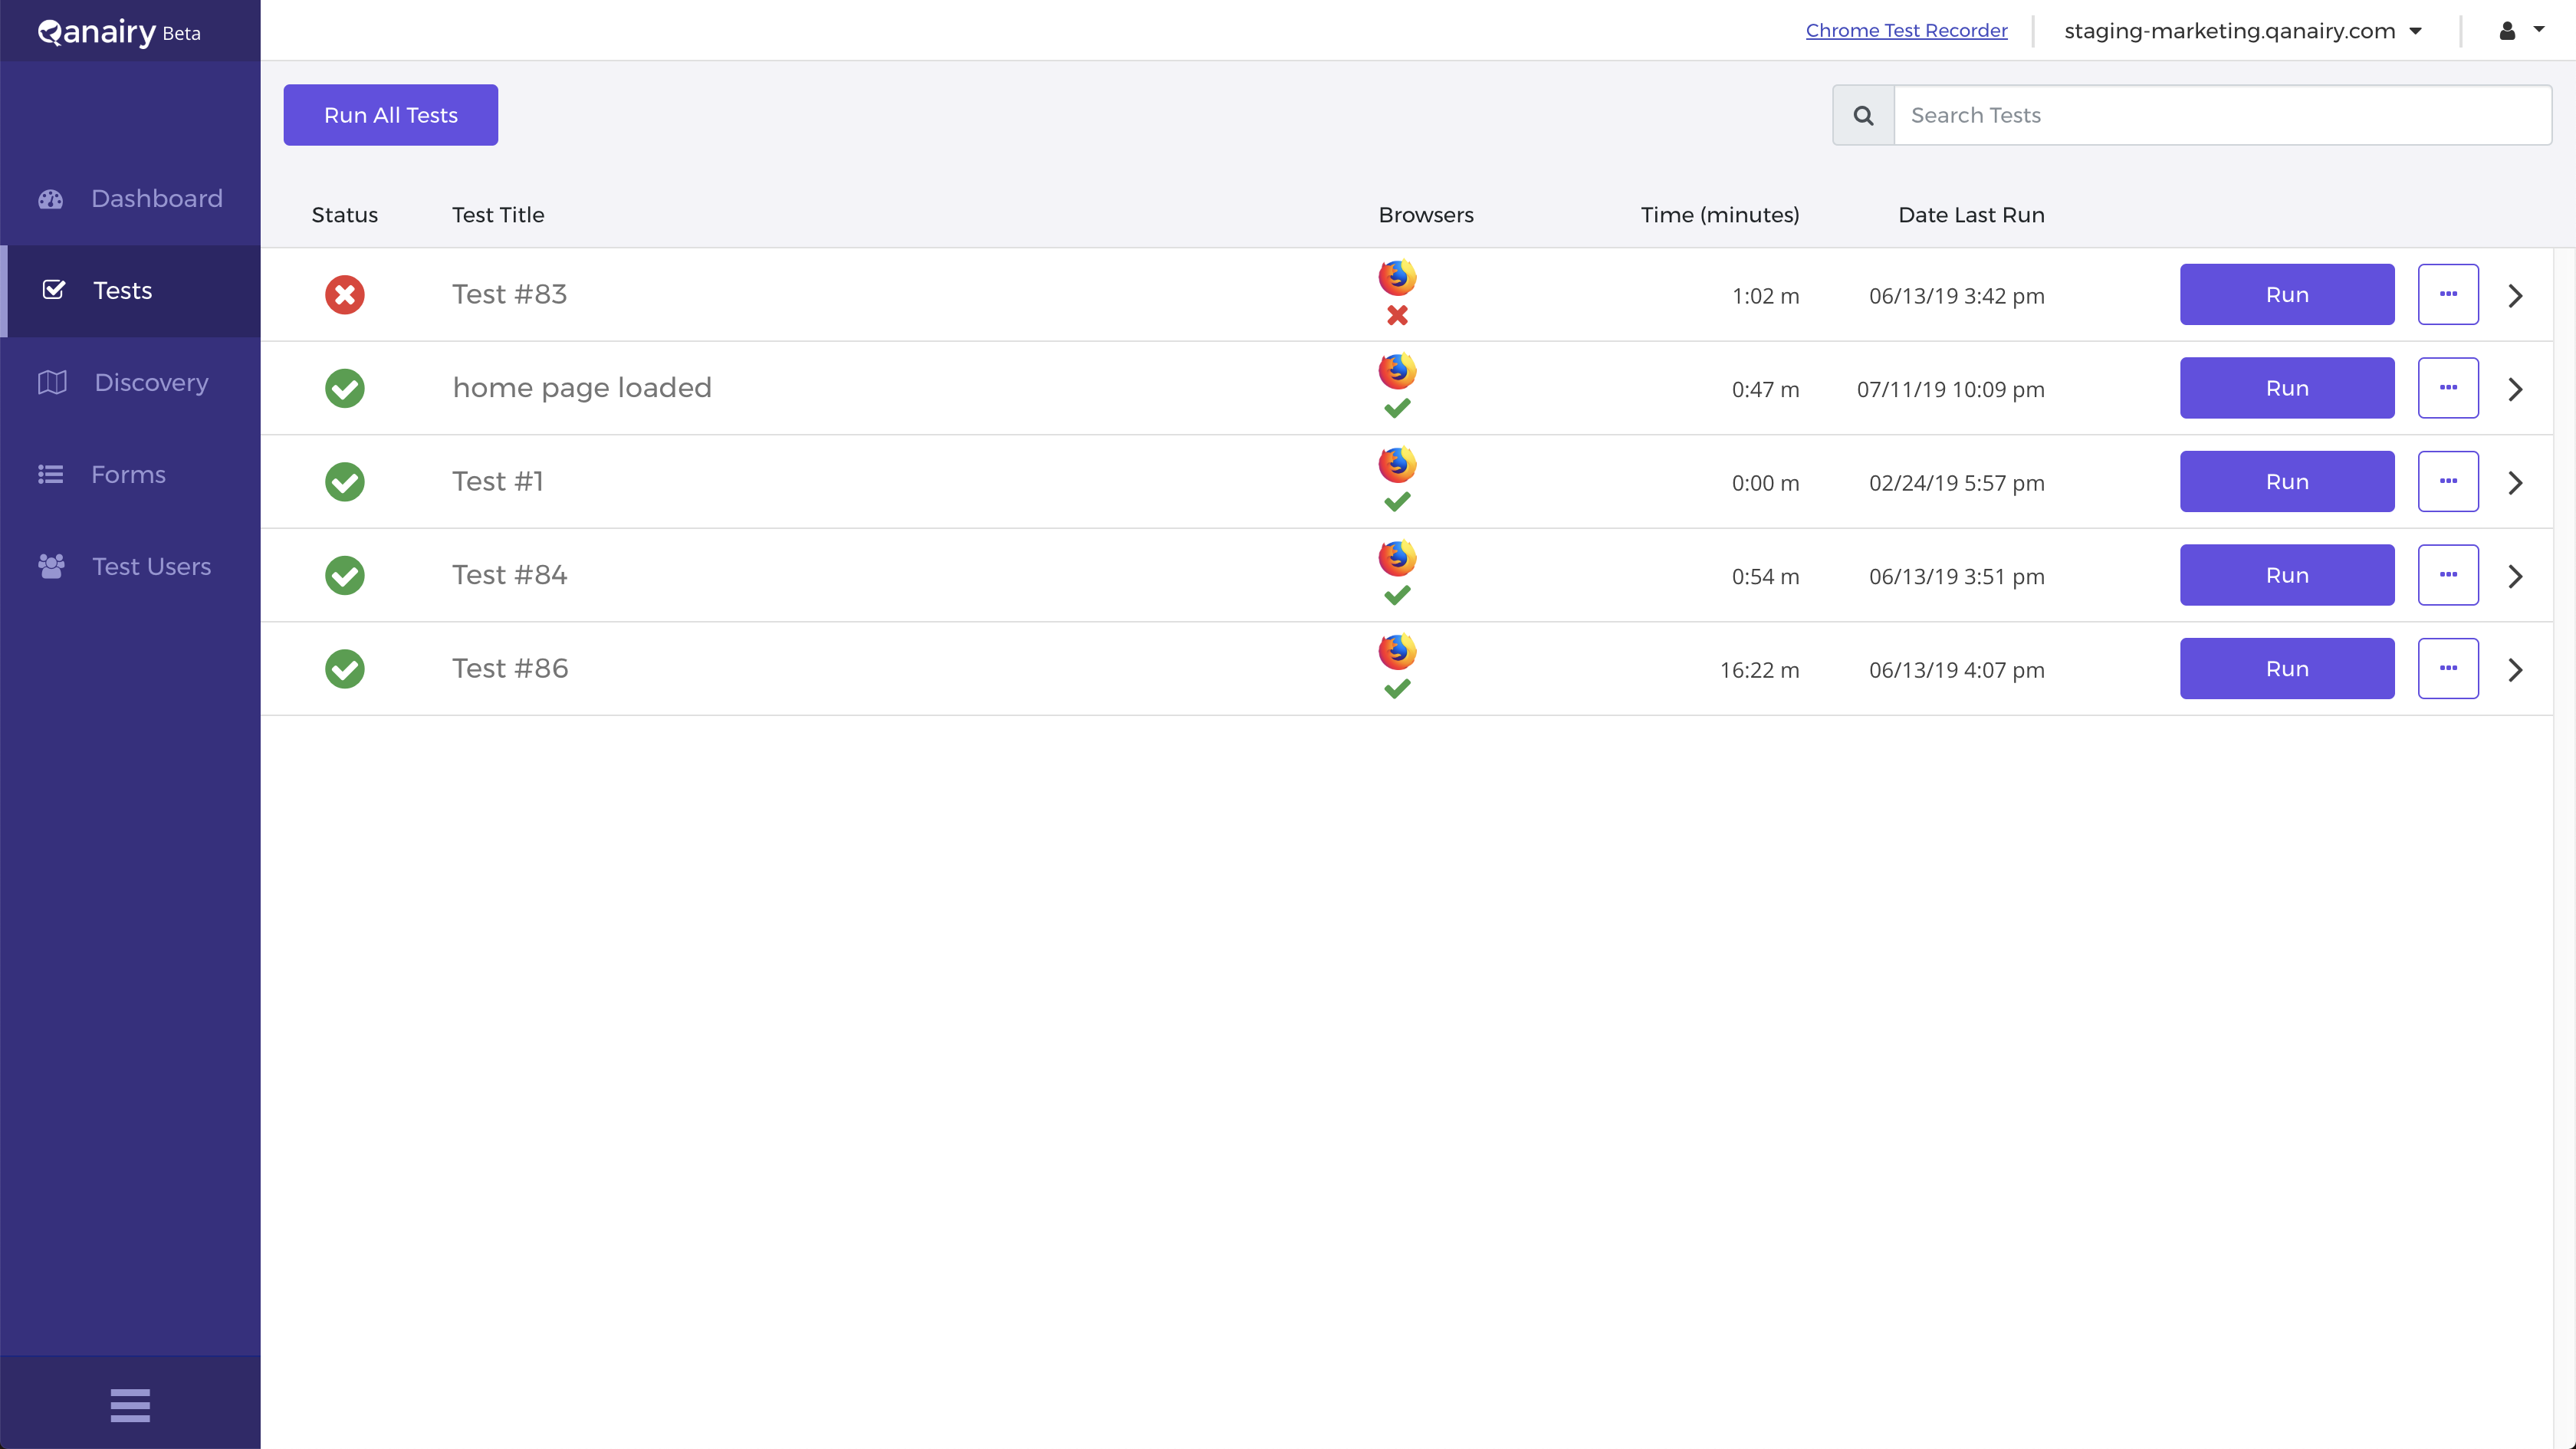 Qanairy Beta
Chrome Test Recorder
staging-marketing.qanairy.com
Run All Tests
Search Tests
Dashboard
Tests
Discovery
Forms
Test Users
Status Test Title Browsers Time (minutes) Date Last Run
Test #83 1:02 m 06/13/19 3:42 pm Run
home page loaded 0:47 m 07/11/19 10:09 pm Run
Test #1 0:00 m 02/24/19 5:57 pm Run
Test #84 0:54 m 06/13/19 3:51 pm Run
Test #86 16:22 m 06/13/19 4:07 pm Run